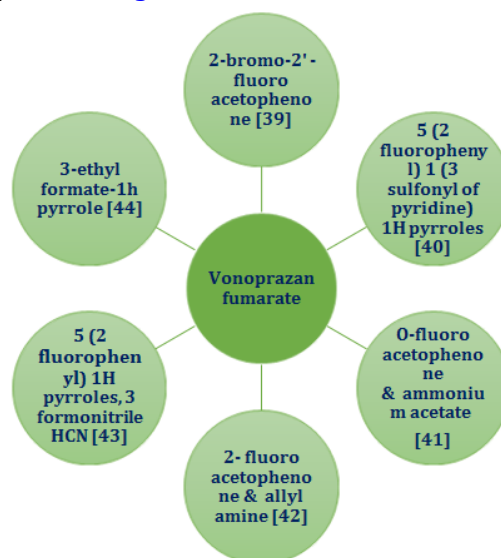 2-bromo-2'-
fluoro
acetopheno
ne [39]
5 (2
fluoropheny
l) 1 (3
sulfonyl of
pyridine)
1H pyrroles
[40]
O-fluoro
acetopheno
ne
& ammoniu
m acetate
[41]
2- fluoro
acetopheno
ne & allyl
amine [42]
5 (2
fluorophen
yl) 1H
pyrroles, 3
formonitrile
HCN [43]
3-ethyl
formate-1h
pyrrole [44]
Vonoprazan
fumarate